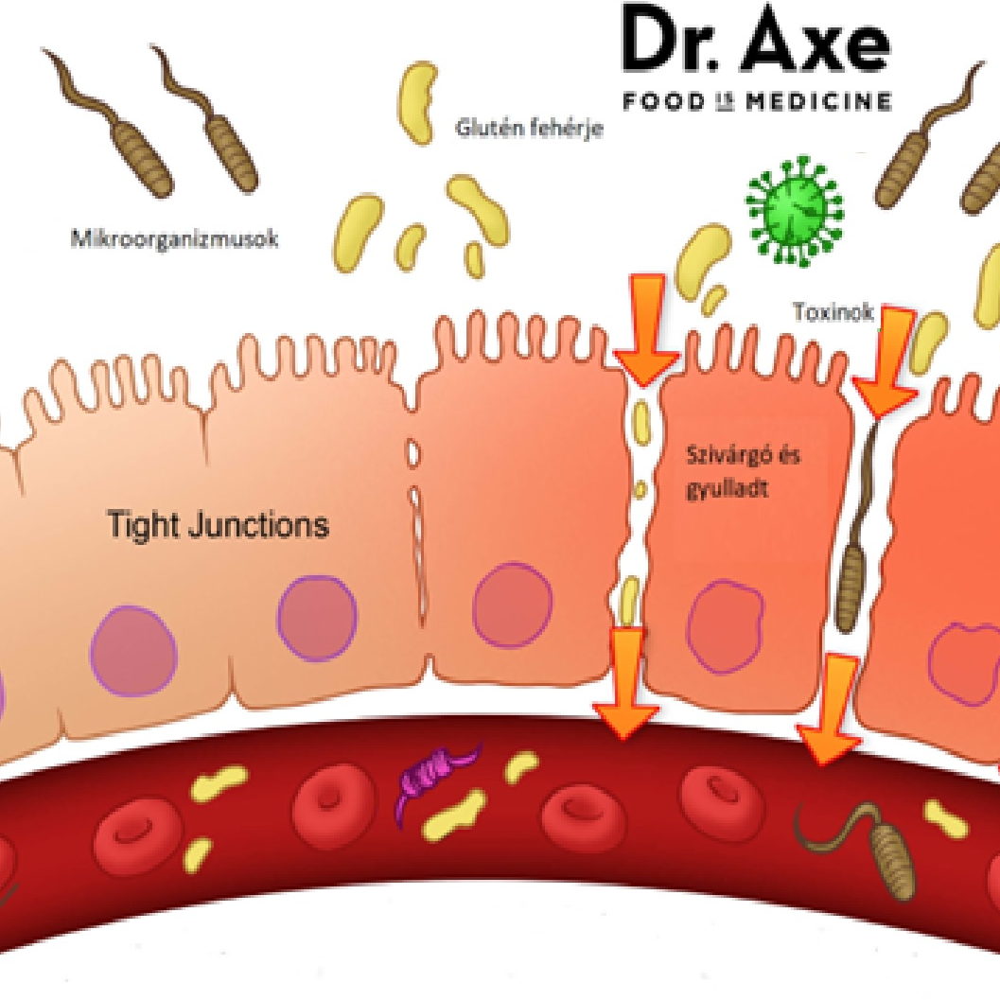 Dr. Axe
FOOD IS MEDICINE
Glutén fehérje
Mikroorganizmusok
Toxinok
Szivárgó és
gyulladt
Tight Junctions